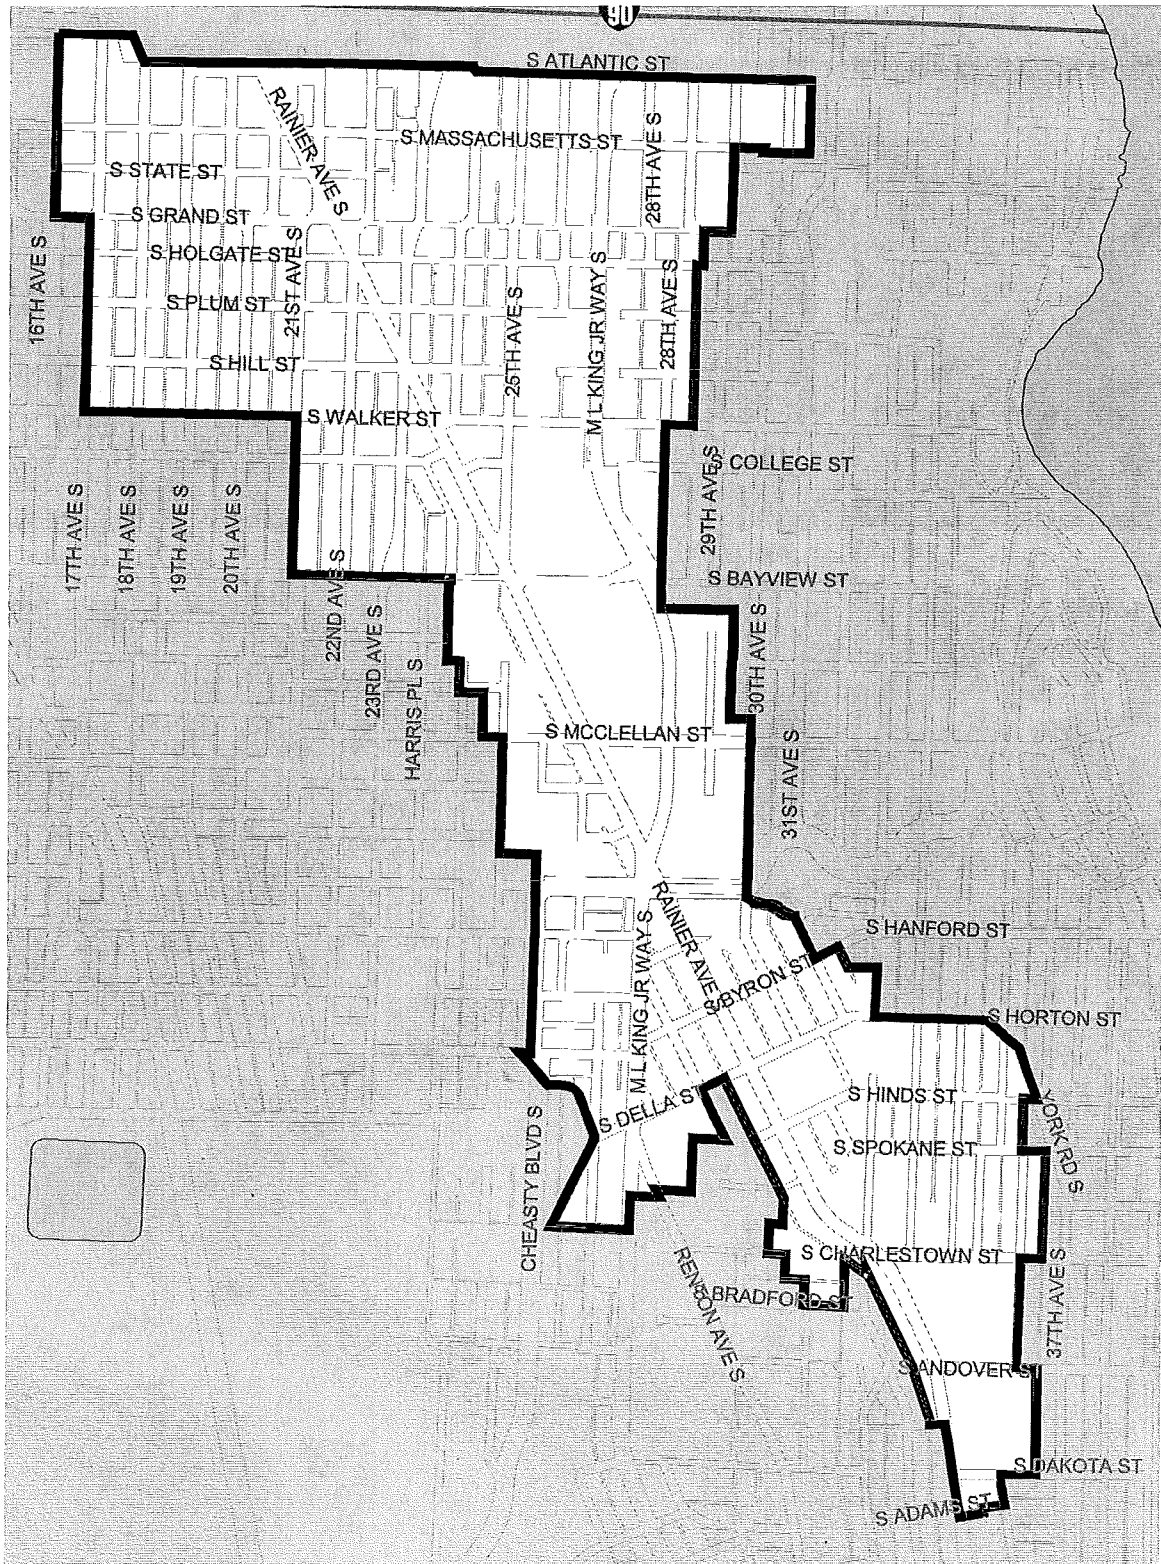 90
S ATLANTIC ST
RAINIER AVE S
S MASSACHUSETTS ST
28TH AVE S
S STATE ST
S GRAND ST
S HOLGATE ST
21ST AVE S
16TH AVE S
S PLUM ST
25TH AVE S
M L KING JR WAY S
28TH AVE S
S HILL ST
S WALKER ST
29TH AVE S
S COLLEGE ST
17TH AVE S
18TH AVE S
19TH AVE S
20TH AVE S
22ND AVE S
S BAYVIEW ST
23RD AVE S
HARRIS PL S
30TH AVE S
S MCCLELLAN ST
31ST AVE S
RAINIER AVE S
M L KING JR WAY S
S HANFORD ST
S BYRON ST
S HORTON ST
S DELLA ST
S HINDS ST
YORK RD S
S SPOKANE ST
CHEASTY BLVD S
S CHARLESTOWN ST
RENTON AVE S
S BRADFORD ST
37TH AVE S
S ANDOVER ST
S DAKOTA ST
S ADAMS ST